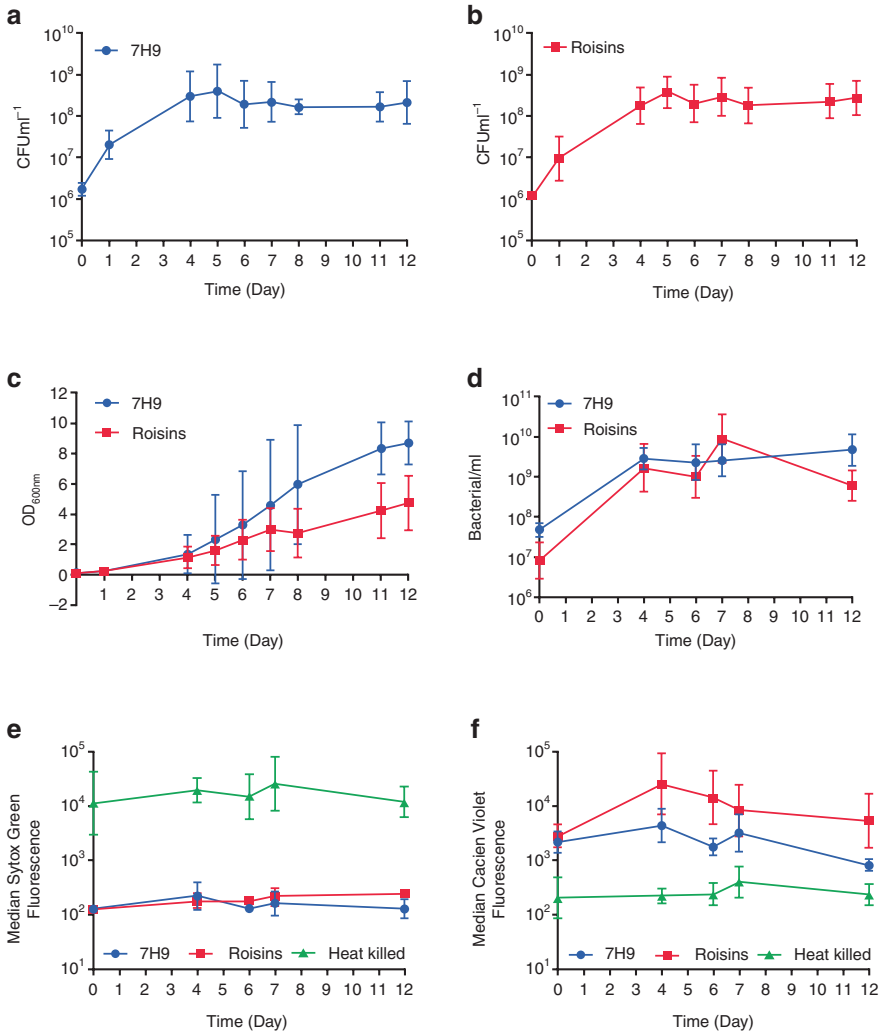 a
10^10
10^9
10^8
10^7
10^6
10^5
CFUml^−1
7H9
0 1 2 3 4 5 6 7 8 9 10 11 12
Time (Day)
b
10^10
10^9
10^8
10^7
10^6
10^5
CFUml^−1
Roisins
0 1 2 3 4 5 6 7 8 9 10 11 12
Time (Day)
c
12
10
8
6
4
2
0
−2
OD_600nm
7H9
Roisins
1 2 3 4 5 6 7 8 9 10 11 12
Time (Day)
d
10^11
10^10
10^9
10^8
10^7
10^6
Bacterial/ml
7H9
Roisins
0 1 2 3 4 5 6 7 8 9 10 11 12
Time (Day)
e
10^5
10^4
10^3
10^2
10^1
Median Sytox Green
Fluorescence
7H9 Roisins Heat killed
0 1 2 3 4 5 6 7 8 9 10 11 12
Time (Day)
f
10^5
10^4
10^3
10^2
10^1
Median Cacien Violet
Fluorescence
7H9 Roisins Heat killed
0 1 2 3 4 5 6 7 8 9 10 11 12
Time (Day)